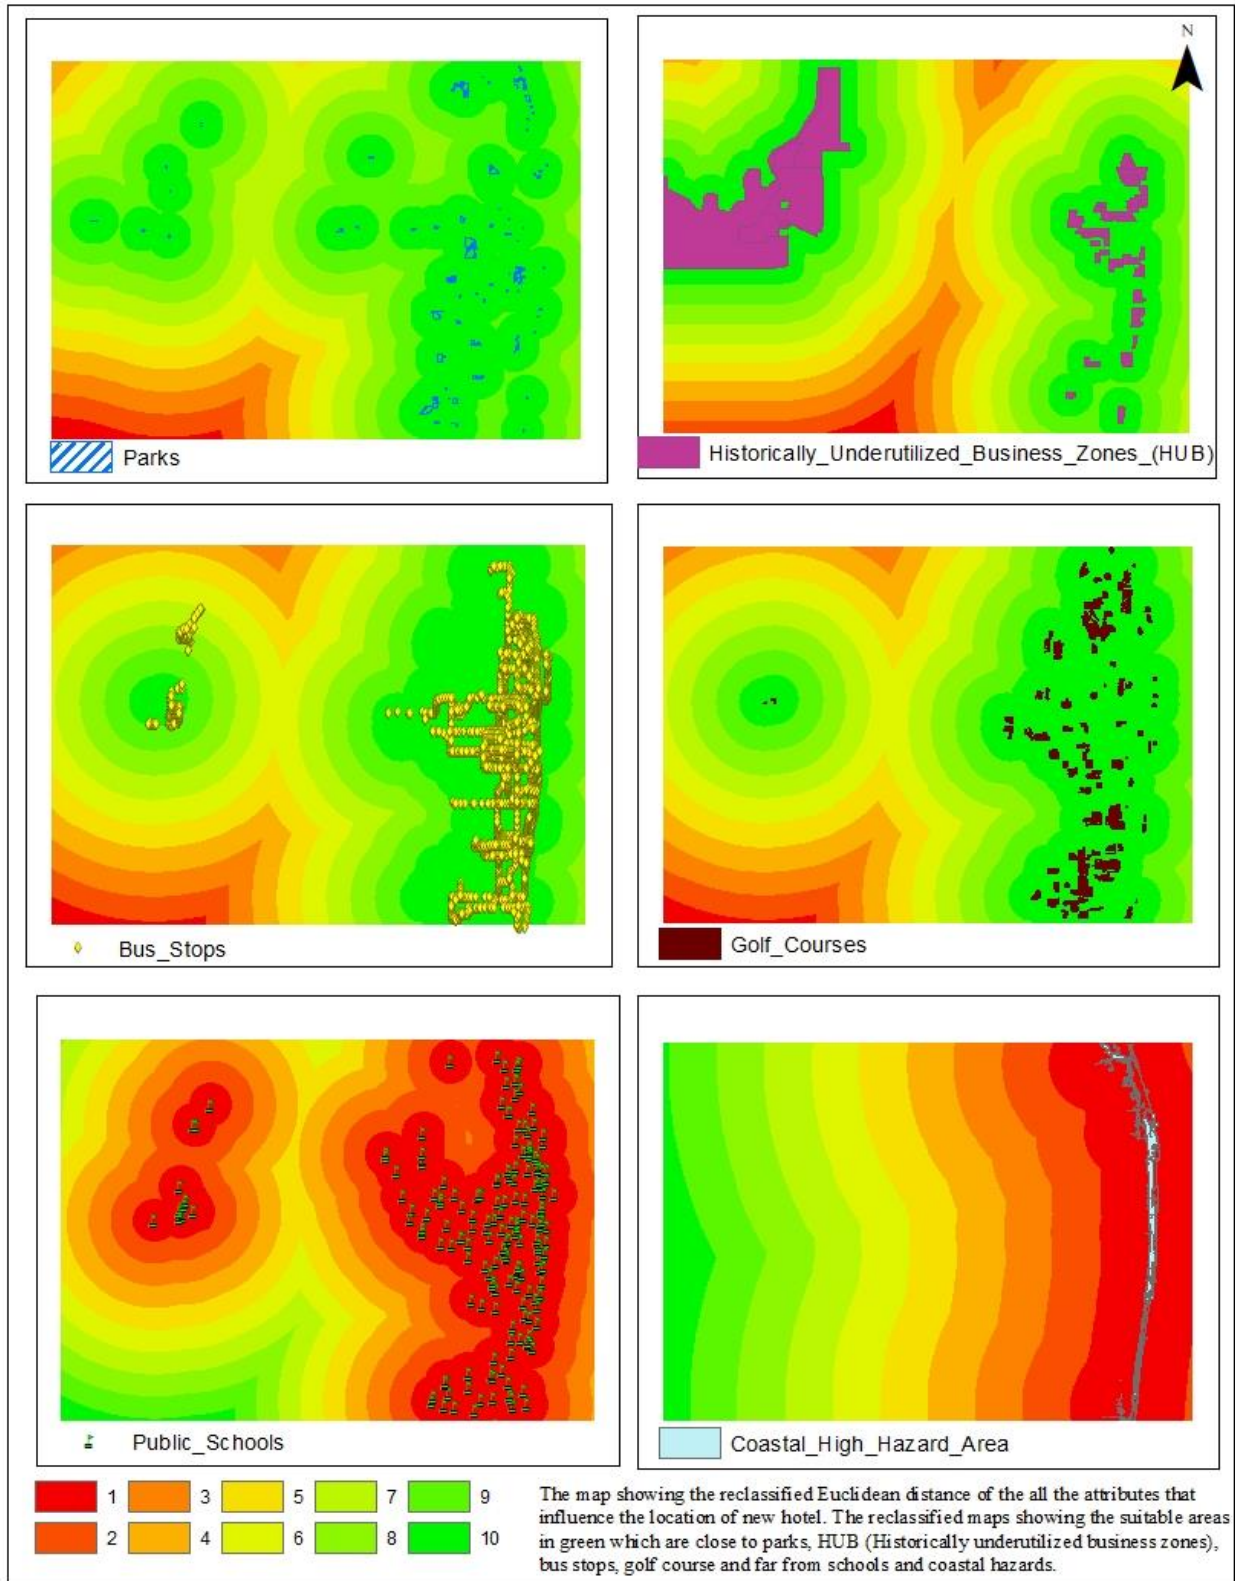 N
Parks
Historically_Underutilized_Business_Zones_(HUB)
Bus_Stops
Golf_Courses
Public_Schools
Coastal_High_Hazard_Area
1 3 5 7 9
2 4 6 8 10
The map showing the reclassified Euclidean distance of the all the attributes that
influence the location of new hotel. The reclassified maps showing the suitable areas
in green which are close to parks, HUB (Historically underutilized business zones),
bus stops, golf course and far from schools and coastal hazards.